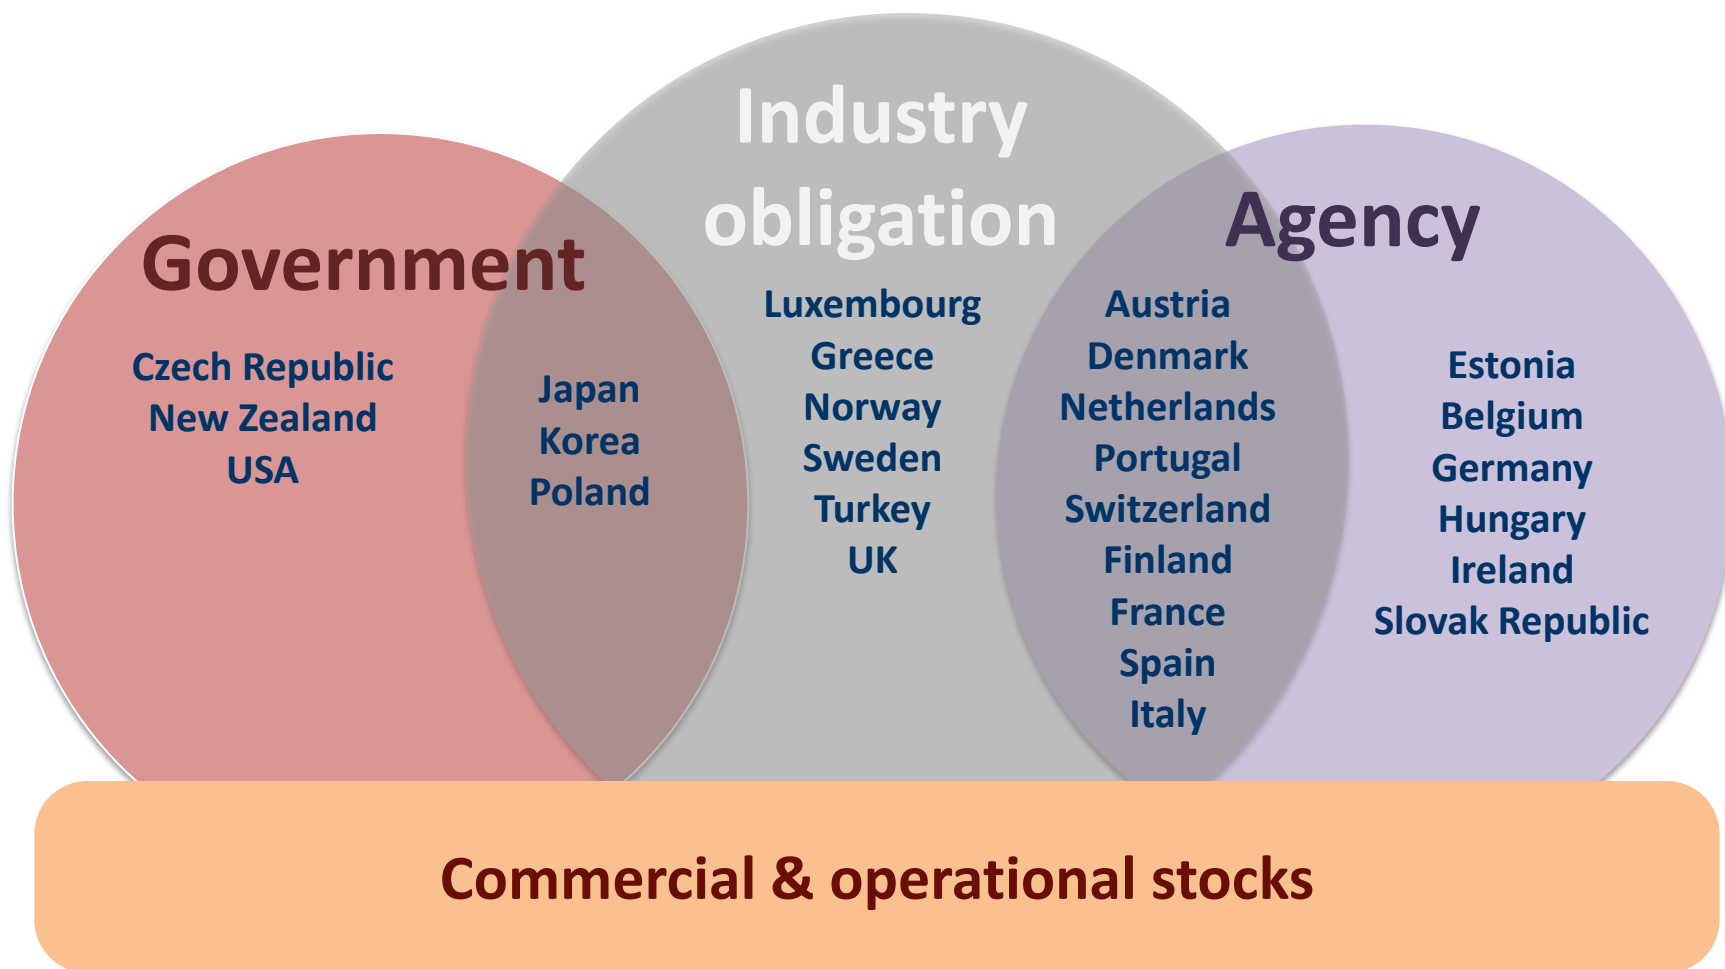 Industry
obligation
Government
Agency
Czech Republic
New Zealand
USA
Japan
Korea
Poland
Luxembourg
Greece
Norway
Sweden
Turkey
UK
Austria
Denmark
Netherlands
Portugal
Switzerland
Finland
France
Spain
Italy
Estonia
Belgium
Germany
Hungary
Ireland
Slovak Republic
Commercial & operational stocks